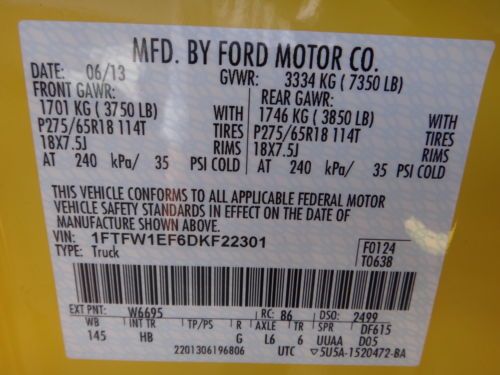 MFD. BY FORD MOTOR CO.
DATE: 06/13 GVWR: 3334 KG ( 7350 LB)
FRONT GAWR: REAR GAWR:
1701 KG ( 3750 LB) WITH 1746 KG ( 3850 LB) WITH
P275/65R18 114T TIRES P275/65R18 114T TIRES
18X7.5J RIMS 18X7.5J RIMS
AT 240 kPa/ 35 PSI COLD AT 240 kPa/ 35 PSI COLD
THIS VEHICLE CONFORMS TO ALL APPLICABLE FEDERAL MOTOR
VEHICLE SAFETY STANDARDS IN EFFECT ON THE DATE OF
MANUFACTURE SHOWN ABOVE.
VIN: 1FTFW1EF6DKF22301 F0124
TYPE: Truck T0638
EXT PNT: W6695 RC: 86 DSO: 2499
WB INT TR TP/PS R AXLE TR SPR DF615
145 HB G L6 6 UUAA D05
2201306196806 UTC ▽5U5A-1520472-BA